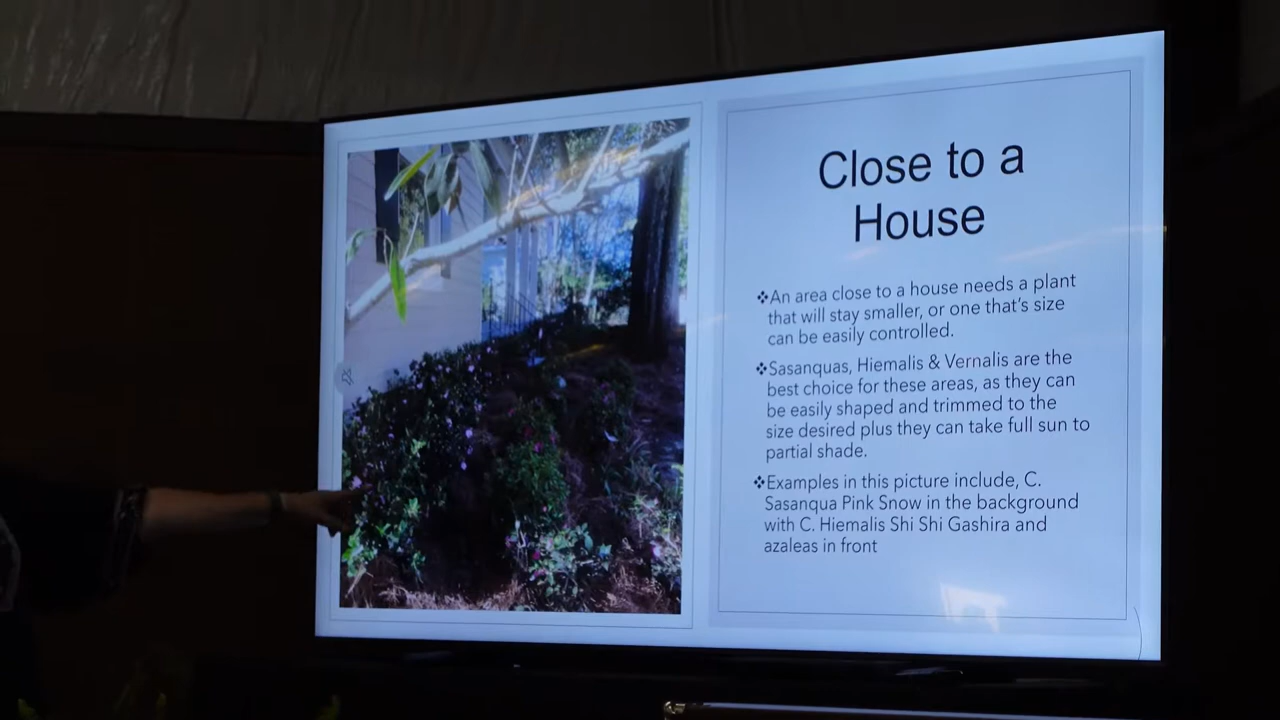 Close to a
House
❖An area close to a house needs a plant
that will stay smaller, or one that's size
can be easily controlled.
❖Sasanquas, Hiemalis & Vernalis are the
best choice for these areas, as they can
be easily shaped and trimmed to the
size desired plus they can take full sun to
partial shade.
❖Examples in this picture include, C.
Sasanqua Pink Snow in the background
with C. Hiemalis Shi Shi Gashira and
azaleas in front